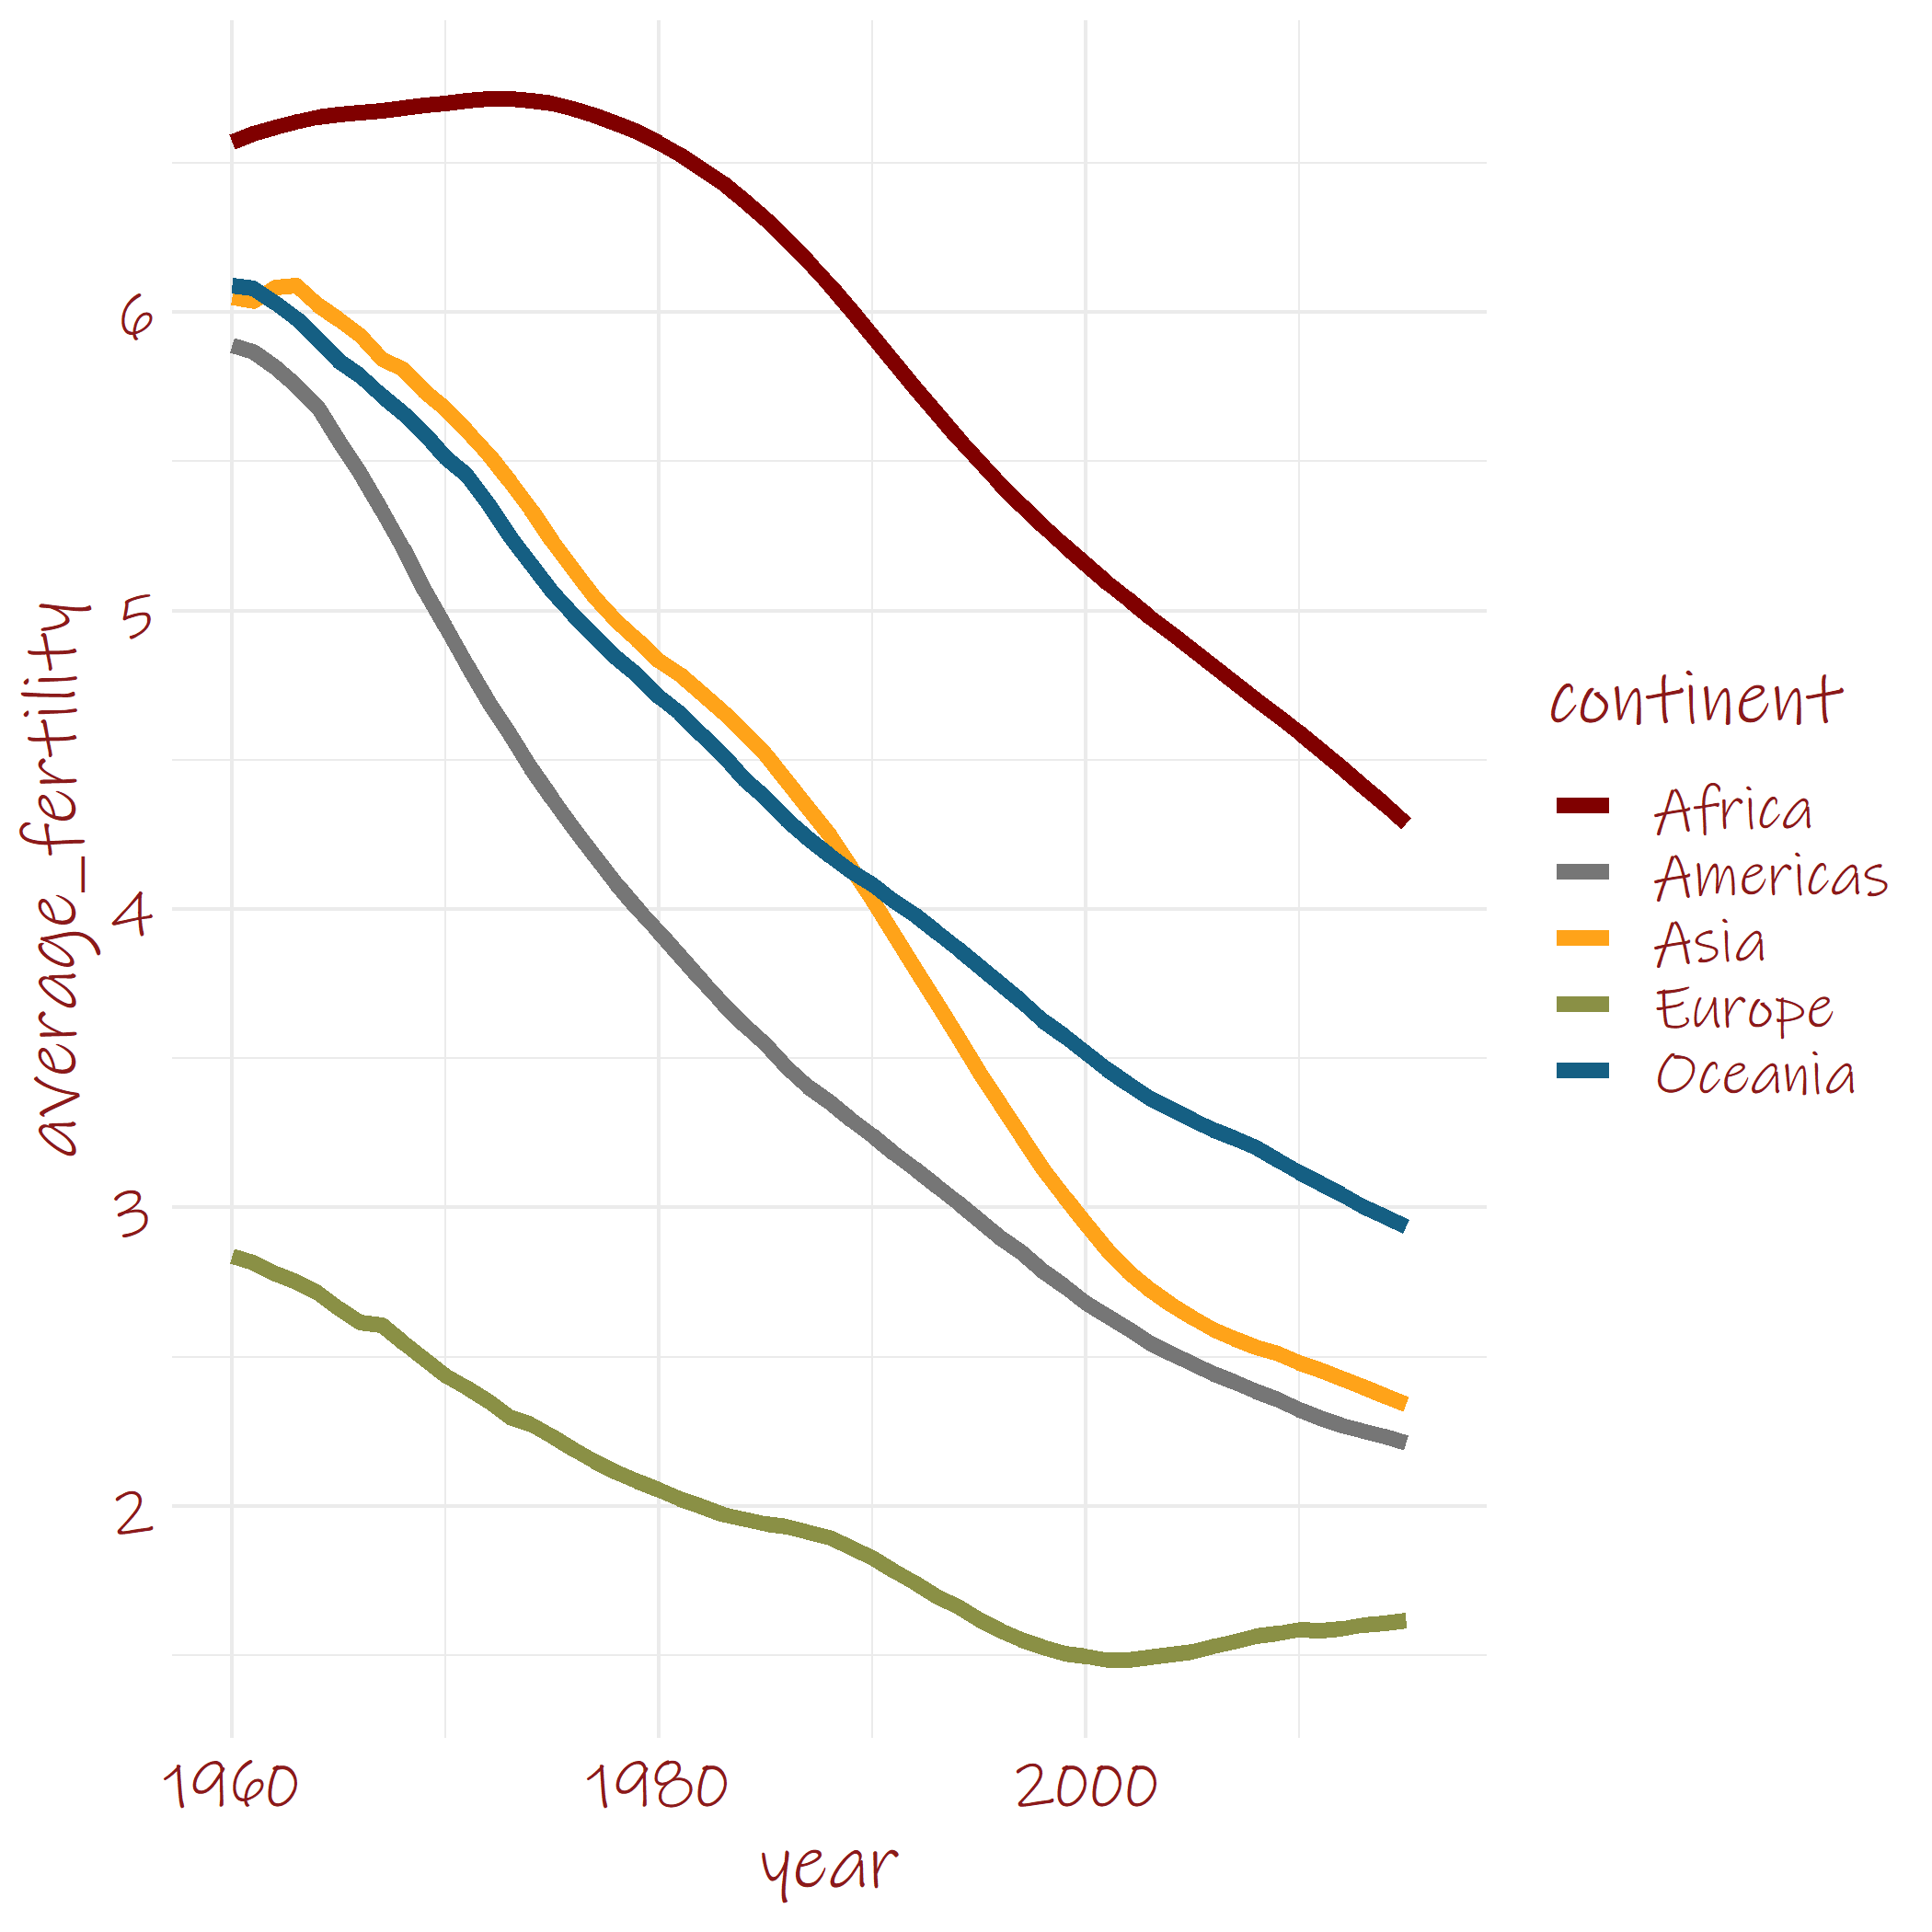 average_fertility
6
5
4
3
2
1960 1980 2000
year
continent
Africa
Americas
Asia
Europe
Oceania